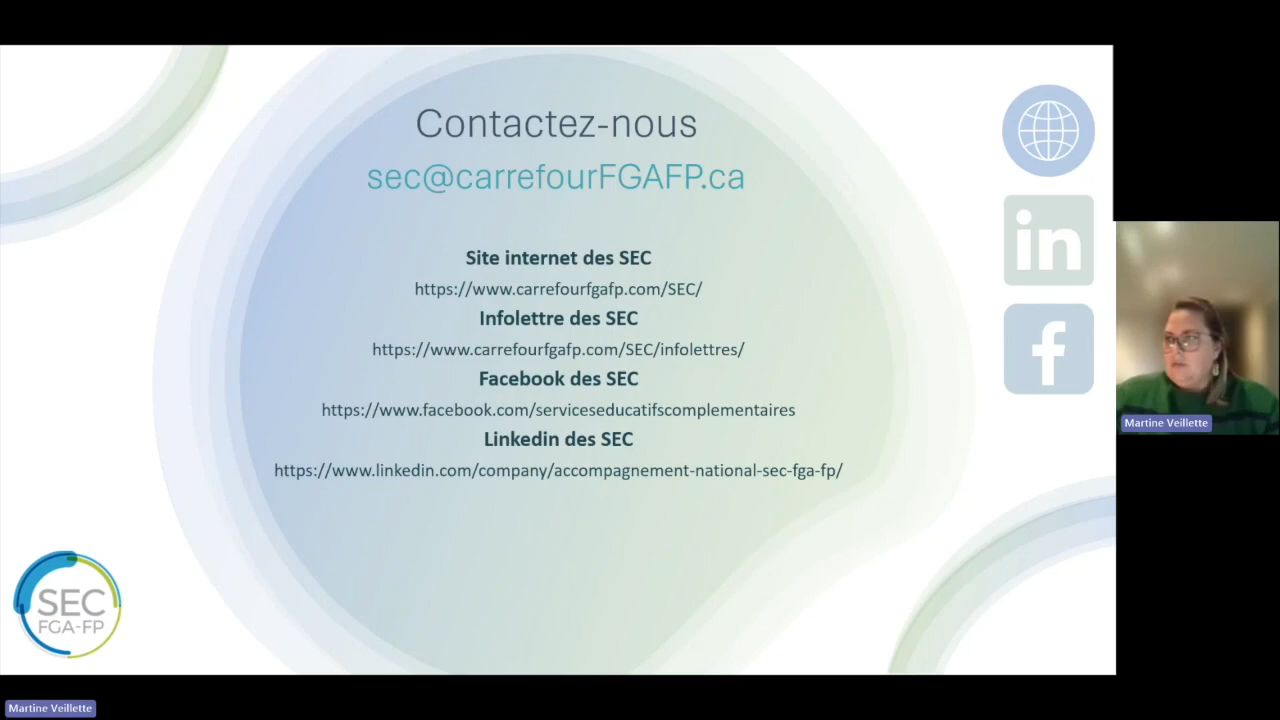 Contactez-nous
sec@carrefourFGAFP.ca
Site internet des SEC
https://www.carrefourfgafp.com/SEC/
Infolettre des SEC
https://www.carrefourfgafp.com/SEC/infolettres/
Facebook des SEC
https://www.facebook.com/serviceseducatifscomplementaires
Linkedin des SEC
https://www.linkedin.com/company/accompagnement-national-sec-fga-fp/
in
f
SEC
FGA-FP
Martine Veillette
Martine Veillette